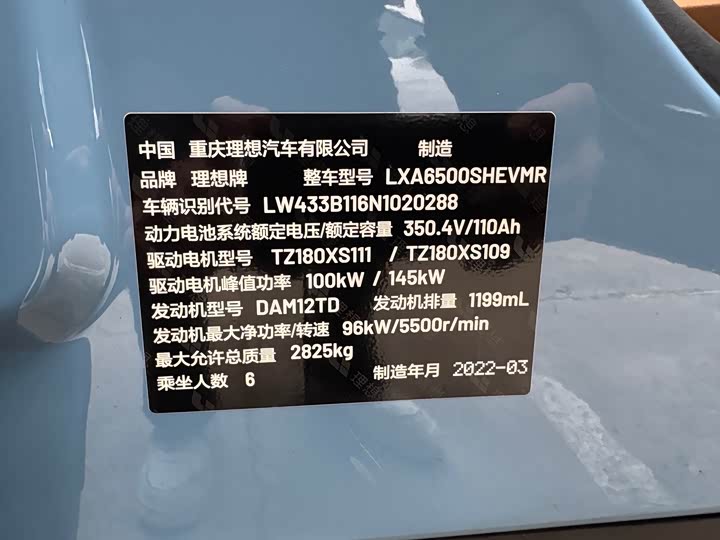 中国 重庆理想汽车有限公司 制造
品牌 理想牌 整车型号 LXA6500SHEVMR
车辆识别代号 LW433B116N1020288
动力电池系统额定电压/额定容量 350.4V/110Ah
驱动电机型号 TZ180XS111 / TZ180XS109
驱动电机峰值功率 100kW / 145kW
发动机型号 DAM12TD 发动机排量 1199mL
发动机最大净功率/转速 96kW/5500r/min
最大允许总质量 2825kg
乘坐人数 6 制造年月 2022-03